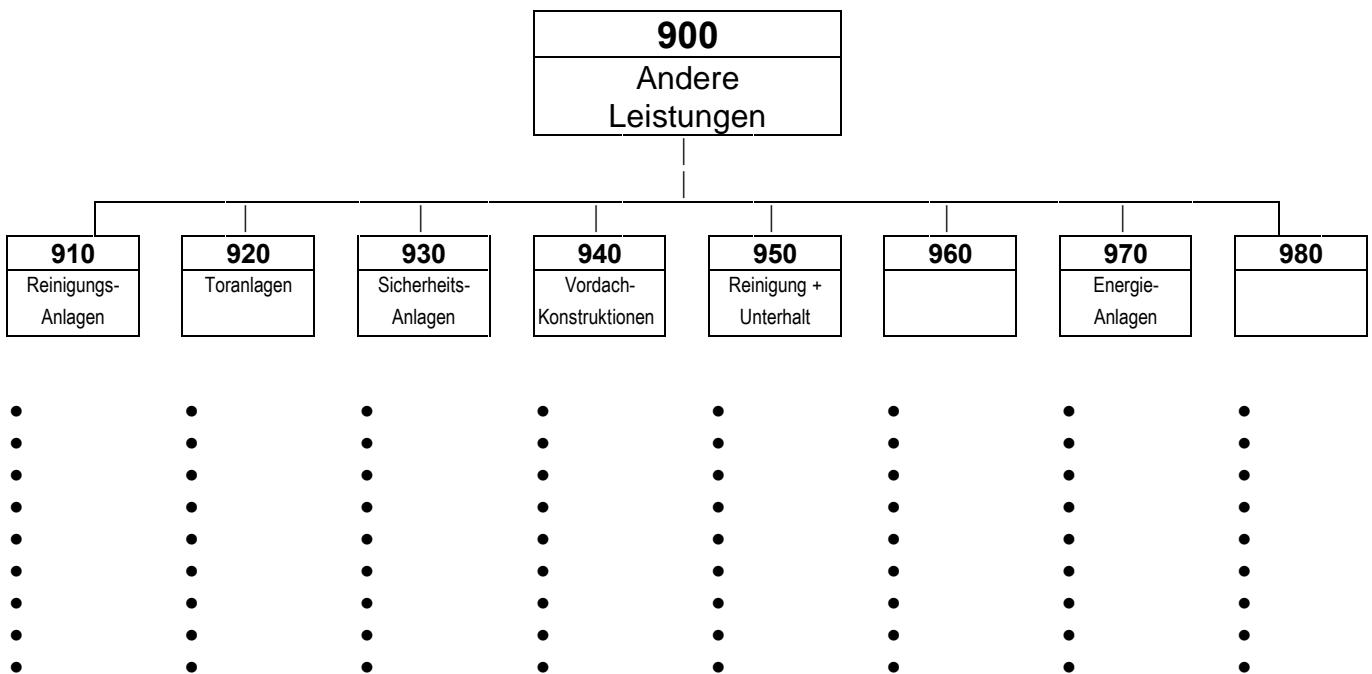 900
Andere
Leistungen
910 920 930 940 950 960 970 980
Reinigungs- Toranlagen Sicherheits- Vordach- Reinigung + Energie-
Anlagen Anlagen Konstruktionen Unterhalt Anlagen
● ● ● ● ● ● ● ●
● ● ● ● ● ● ● ●
● ● ● ● ● ● ● ●
● ● ● ● ● ● ● ●
● ● ● ● ● ● ● ●
● ● ● ● ● ● ● ●
● ● ● ● ● ● ● ●
● ● ● ● ● ● ● ●
● ● ● ● ● ● ● ●